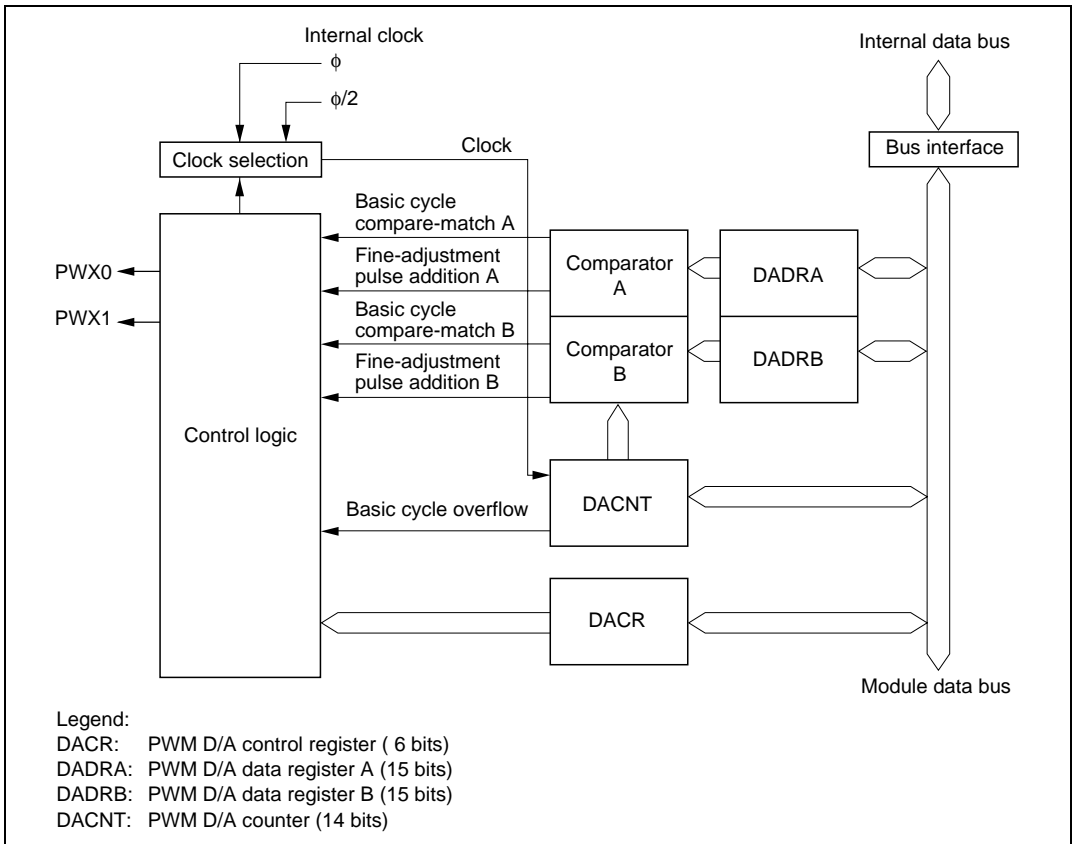 Internal clock
ϕ
ϕ/2
Internal data bus
Clock selection
Clock
Bus interface
Basic cycle
compare-match A
Fine-adjustment
pulse addition A
Basic cycle
compare-match B
Fine-adjustment
pulse addition B
PWX0
PWX1
Comparator
A
DADRA
Comparator
B
DADRB
Control logic
DACNT
Basic cycle overflow
DACR
Module data bus
Legend:
DACR: PWM D/A control register ( 6 bits)
DADRA: PWM D/A data register A (15 bits)
DADRB: PWM D/A data register B (15 bits)
DACNT: PWM D/A counter (14 bits)